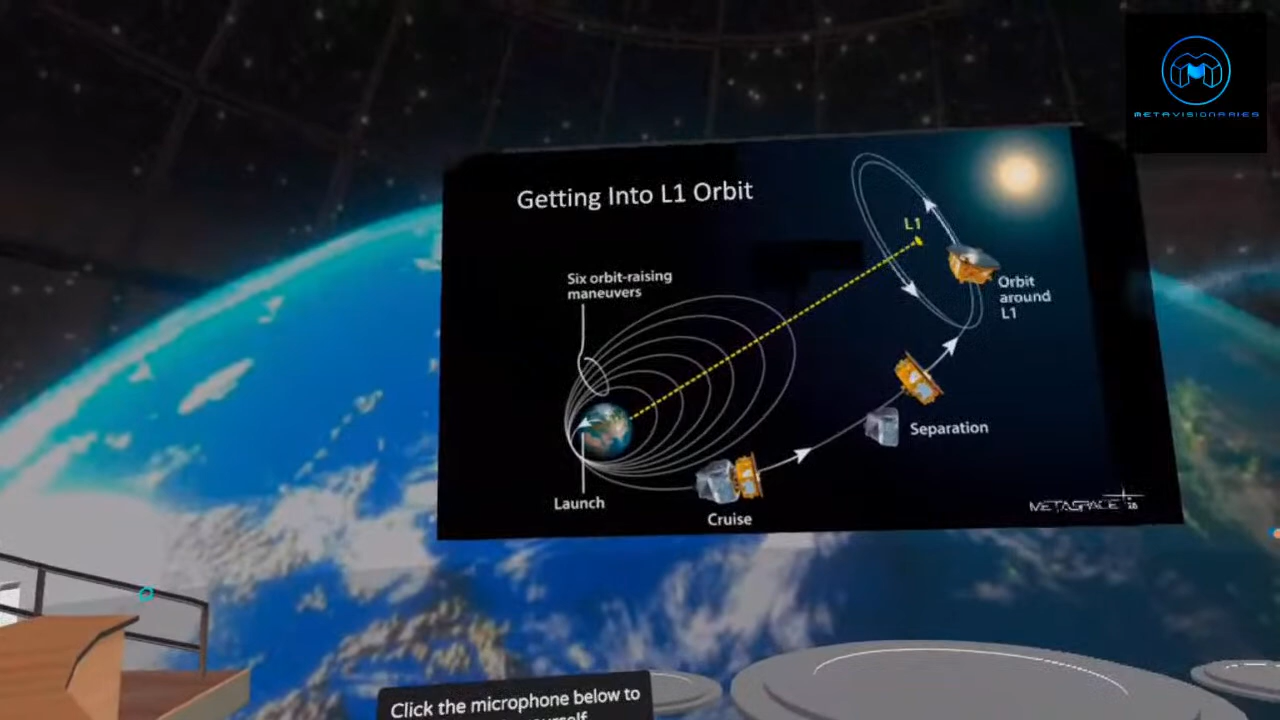 METAVISIONARIES
Getting Into L1 Orbit
L1
Six orbit-raising
maneuvers
Orbit
around
L1
Separation
Launch
Cruise
METASPACE
Click the microphone below to